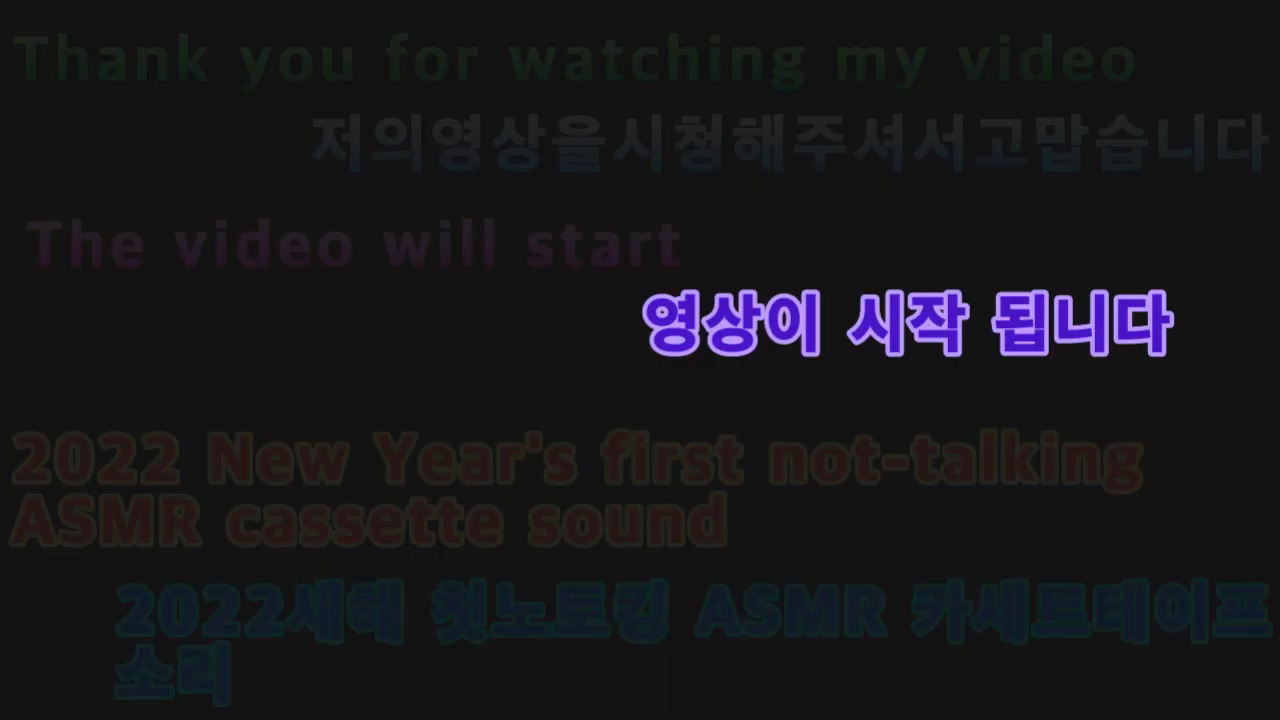 Thank you for watching my video
저의영상을시청해주셔서고맙습니다
The video will start
영상이 시작 됩니다
2022 New Year's first not-talking
ASMR cassette sound
2022새해 첫노토킹 ASMR 카세트테이프
소리